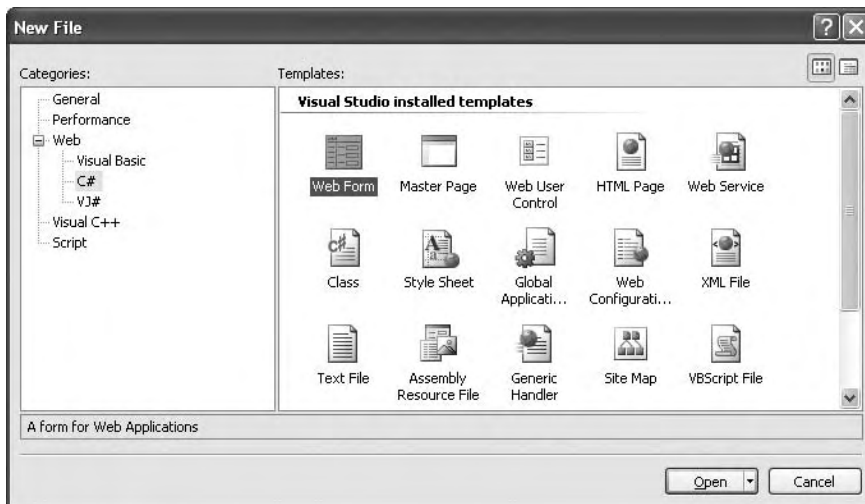 New File
Categories:
Templates:
General
Performance
Web
Visual Basic
C#
VJ#
Visual C++
Script
Visual Studio installed templates
Web Form
Master Page
Web User
Control
HTML Page
Web Service
Class
Style Sheet
Global
Applicati...
Web
Configurati...
XML File
Text File
Assembly
Resource File
Generic
Handler
Site Map
VBScript File
A form for Web Applications
Open
Cancel